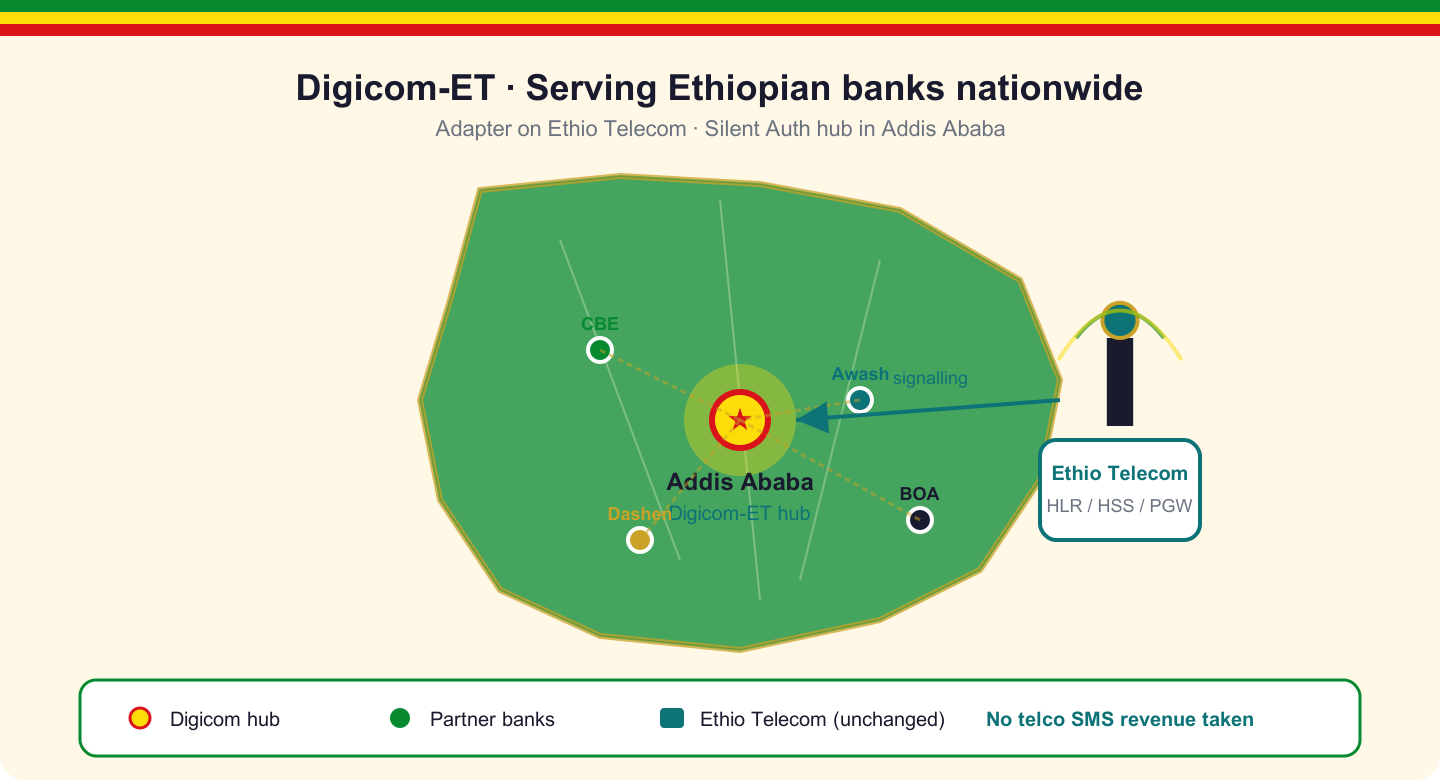 Digicom-ET · Serving Ethiopian banks nationwide
Adapter on Ethio Telecom · Silent Auth hub in Addis Ababa
CBE
Awash
signalling
Addis Ababa
Digicom-ET hub
Dashen
BOA
Ethio Telecom
HLR / HSS / PGW
Digicom hub
Partner banks
Ethio Telecom (unchanged)
No telco SMS revenue taken